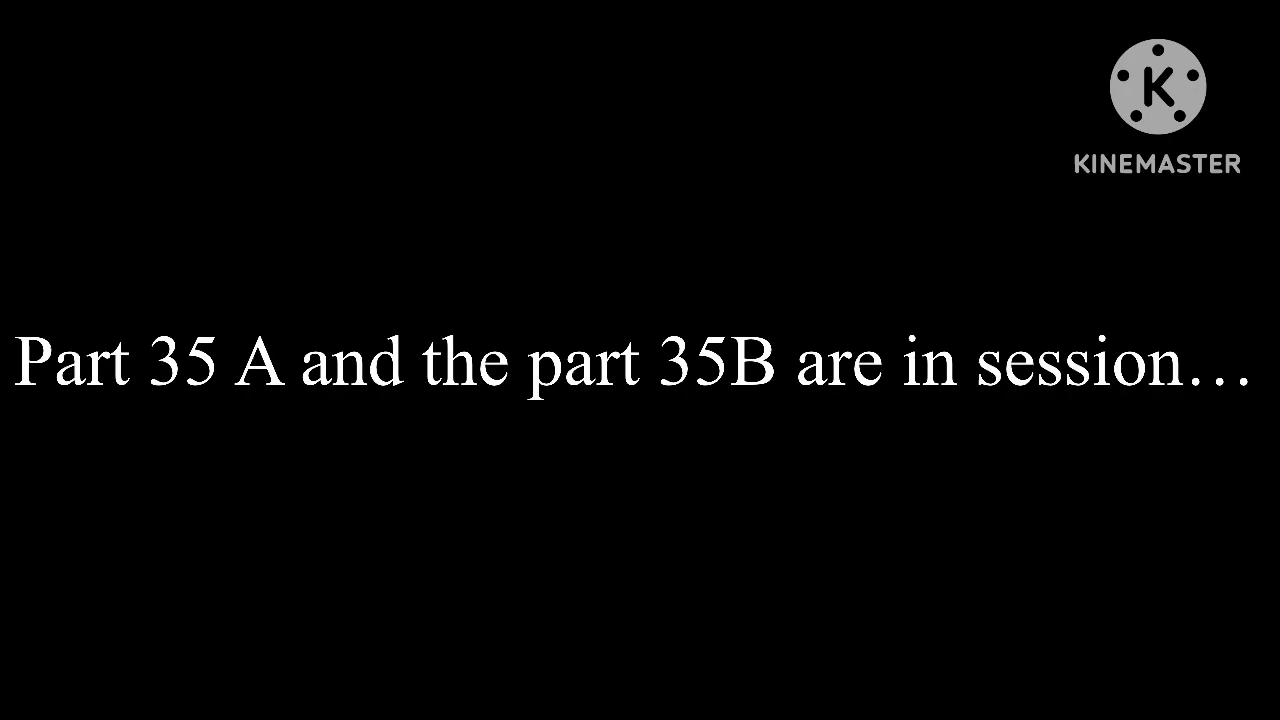 K
KINEMASTER
Part 35 A and the part 35B are in session…